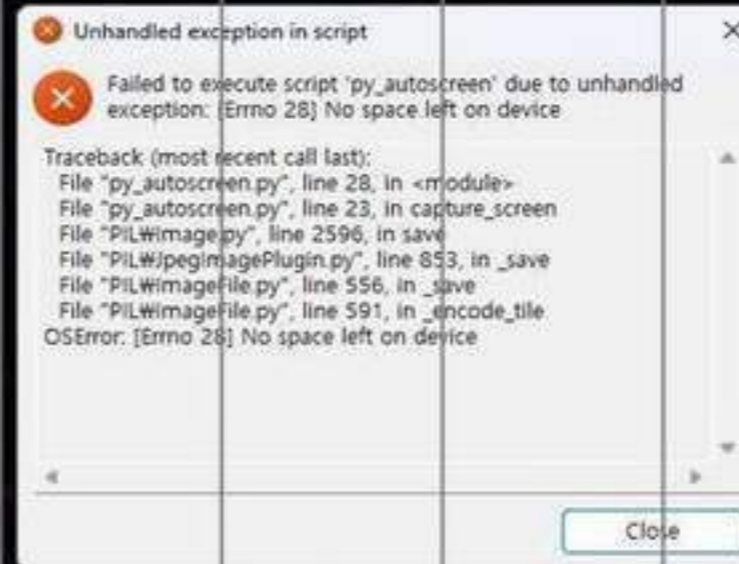 Unhandled exception in script
Failed to execute script 'py_autoscreen' due to unhandled
exception: [Errno 28] No space left on device
Traceback (most recent call last):
File "py_autoscreen.py", line 28, in <module>
File "py_autoscreen.py", line 23, in capture_screen
File "PIL₩Image.py", line 2596, in save
File "PIL₩JpegImagePlugin.py", line 853, in _save
File "PIL₩ImageFile.py", line 556, in _save
File "PIL₩ImageFile.py", line 591, in _encode_tile
OSError: [Errno 28] No space left on device
Close